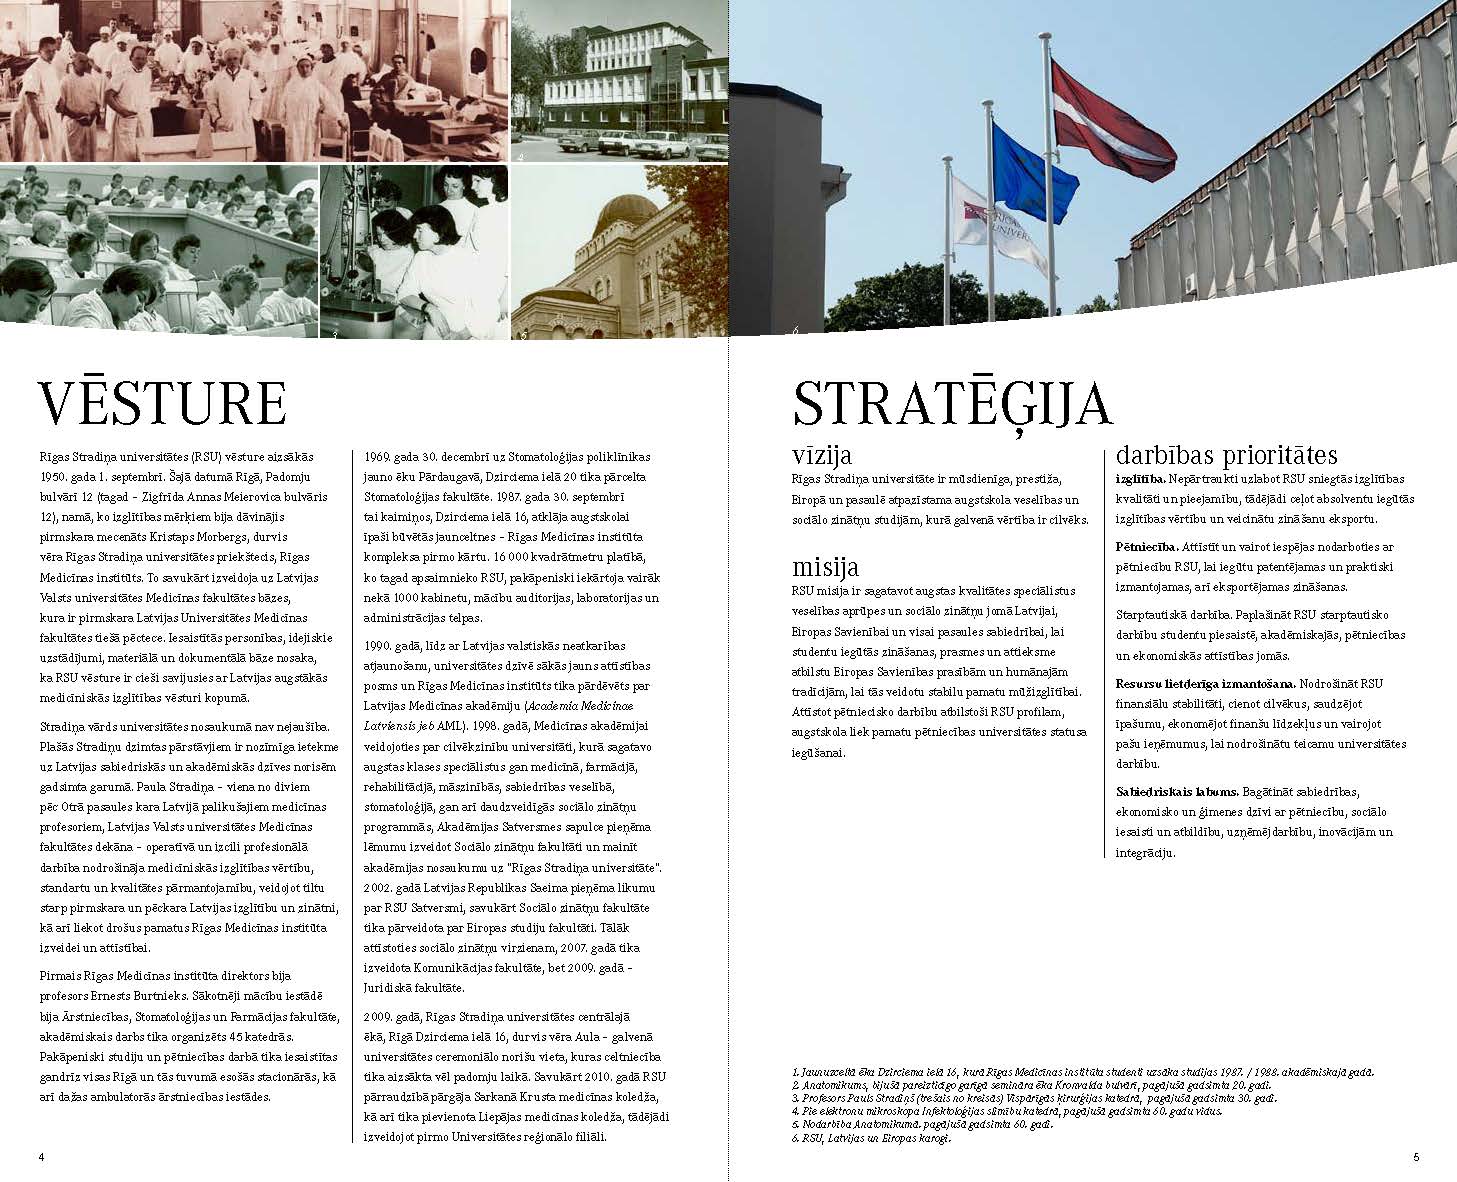 4
3
5
6
RĪGAS
UNIVER
VĒSTURE
Rīgas Stradiņa universitātes (RSU) vēsture aizsākās
1950. gada 1. septembrī. Šajā datumā Rīgā, Padomju
bulvārī 12 (tagad – Zigfrīda Annas Meierovica bulvāris
12), namā, ko izglītības mērķiem bija dāvinājis
pirmskara mecenāts Kristaps Morbergs, durvis
vēra Rīgas Stradiņa universitātes priekštecis, Rīgas
Medicīnas institūts. To savukārt izveidoja uz Latvijas
Valsts universitātes Medicīnas fakultātes bāzes,
kura ir pirmskara Latvijas Universitātes Medicīnas
fakultātes tiešā pēctece. Iesaistītās personības, idejiskie
uzstādījumi, materiālā un dokumentālā bāze nosaka,
ka RSU vēsture ir cieši savijusies ar Latvijas augstākās
medicīniskās izglītības vēsturi kopumā.
Stradiņa vārds universitātes nosaukumā nav nejaušība.
Plašās Stradiņu dzimtas pārstāvjiem ir nozīmīga ietekme
uz Latvijas sabiedriskās un akadēmiskās dzīves norisēm
gadsimta garumā. Paula Stradiņa – viena no diviem
pēc Otrā pasaules kara Latvijā palikušajiem medicīnas
profesoriem, Latvijas Valsts universitātes Medicīnas
fakultātes dekāna – operatīvā un izcili profesionālā
darbība nodrošināja medicīniskās izglītības vērtību,
standartu un kvalitātes pārmantojamību, veidojot tiltu
starp pirmskara un pēckara Latvijas izglītību un zinātni,
kā arī liekot drošus pamatus Rīgas Medicīnas institūta
izveidei un attīstībai.
Pirmais Rīgas Medicīnas institūta direktors bija
profesors Ernests Burtnieks. Sākotnēji mācību iestādē
bija Ārstniecības, Stomatoloģijas un Farmācijas fakultāte,
akadēmiskais darbs tika organizēts 45 katedrās.
Pakāpeniski studiju un pētniecības darbā tika iesaistītas
gandrīz visas Rīgā un tās tuvumā esošās stacionārās, kā
arī dažas ambulatorās ārstniecības iestādes.
1969. gada 30. decembrī uz Stomatoloģijas poliklīnikas
jauno ēku Pārdaugavā, Dzirciema ielā 20 tika pārcelta
Stomatoloģijas fakultāte. 1987. gada 30. septembrī
tai kaimiņos, Dzirciema ielā 16, atklāja augstskolai
īpaši būvētās jaunceltnes – Rīgas Medicīnas institūta
kompleksa pirmo kārtu. 16 000 kvadrātmetru platībā,
ko tagad apsaimnieko RSU, pakāpeniski iekārtoja vairāk
nekā 1000 kabinetu, mācību auditorijas, laboratorijas un
administrācijas telpas.
1990. gadā, līdz ar Latvijas valstiskās neatkarības
atjaunošanu, universitātes dzīvē sākās jauns attīstības
posms un Rīgas Medicīnas institūts tika pārdēvēts par
Latvijas Medicīnas akadēmiju (Academia Medicinae
Latviensis jeb AML). 1998. gadā, Medicīnas akadēmijai
veidojoties par cilvēkzinību universitāti, kurā sagatavo
augstas klases speciālistus gan medicīnā, farmācijā,
rehabilitācijā, māszinībās, sabiedrības veselībā,
stomatoloģijā, gan arī daudzveidīgās sociālo zinātņu
programmās, Akadēmijas Satversmes sapulce pieņēma
lēmumu izveidot Sociālo zinātņu fakultāti un mainīt
akadēmijas nosaukumu uz "Rīgas Stradiņa universitāte".
2002. gadā Latvijas Republikas Saeima pieņēma likumu
par RSU Satversmi, savukārt Sociālo zinātņu fakultāte
tika pārveidota par Eiropas studiju fakultāti. Tālāk
attīstoties sociālo zinātņu virzienam, 2007. gadā tika
izveidota Komunikācijas fakultāte, bet 2009. gadā –
Juridiskā fakultāte.
2009. gadā, Rīgas Stradiņa universitātes centrālajā
ēkā, Rīgā Dzirciema ielā 16, durvis vēra Aula – galvenā
universitātes ceremoniālo norišu vieta, kuras celtniecība
tika aizsākta vēl padomju laikā. Savukārt 2010. gadā RSU
pārraudzībā pārgāja Sarkanā Krusta medicīnas koledža,
kā arī tika pievienota Liepājas medicīnas koledža, tādējādi
izveidojot pirmo Universitātes reģionālo filiāli.
4
STRATĒĢIJA
vīzija
Rīgas Stradiņa universitāte ir mūsdienīga, prestiža,
Eiropā un pasaulē atpazīstama augstskola veselības un
sociālo zinātņu studijām, kurā galvenā vērtība ir cilvēks.
misija
RSU misija ir sagatavot augstas kvalitātes speciālistus
veselības aprūpes un sociālo zinātņu jomā Latvijai,
Eiropas Savienībai un visai pasaules sabiedrībai, lai
studentu iegūtās zināšanas, prasmes un attieksme
atbilstu Eiropas Savienības prasībām un humānajām
tradīcijām, lai tās veidotu stabilu pamatu mūžizglītībai.
Attīstot pētniecisko darbību atbilstoši RSU profilam,
augstskola liek pamatu pētniecības universitātes statusa
iegūšanai.
darbības prioritātes
izglītība. Nepārtraukti uzlabot RSU sniegtās izglītības
kvalitāti un pieejamību, tādējādi ceļot absolventu iegūtās
izglītības vērtību un veicinātu zināšanu eksportu.
Pētniecība. Attīstīt un vairot iespējas nodarboties ar
pētniecību RSU, lai iegūtu patentējamas un praktiski
izmantojamas, arī eksportējamas zināšanas.
Starptautiskā darbība. Paplašināt RSU starptautisko
darbību studentu piesaistē, akadēmiskajās, pētniecības
un ekonomiskās attīstības jomās.
Resursu lietderīga izmantošana. Nodrošināt RSU
finansiālu stabilitāti, cienot cilvēkus, saudzējot
īpašumu, ekonomējot finanšu līdzekļus un vairojot
pašu ieņēmumus, lai nodrošinātu teicamu universitātes
darbību.
Sabiedriskais labums. Bagātināt sabiedrības,
ekonomisko un ģimenes dzīvi ar pētniecību, sociālo
iesaisti un atbildību, uzņēmējdarbību, inovācijām un
integrāciju.
1. Jaunuzceltā ēka Dzirciema ielā 16, kurā Rīgas Medicīnas institūta studenti uzsāka studijas 1987. / 1988. akadēmiskajā gadā.
2. Anatomikums, bijušā pareizticīgo garīgā semināra ēka Kronvalda bulvārī, pagājušā gadsimta 20. gadi.
3. Profesors Pauls Stradiņš (trešais no kreisās) Vispārīgās ķirurģijas katedrā, pagājušā gadsimta 30. gadi.
4. Pie elektronu mikroskopa Infektoloģijas slimību katedrā, pagājušā gadsimta 60. gadu vidus.
5. Nodarbība Anatomikumā. pagājušā gadsimta 60. gadi.
6. RSU, Latvijas un Eiropas karogi.
5